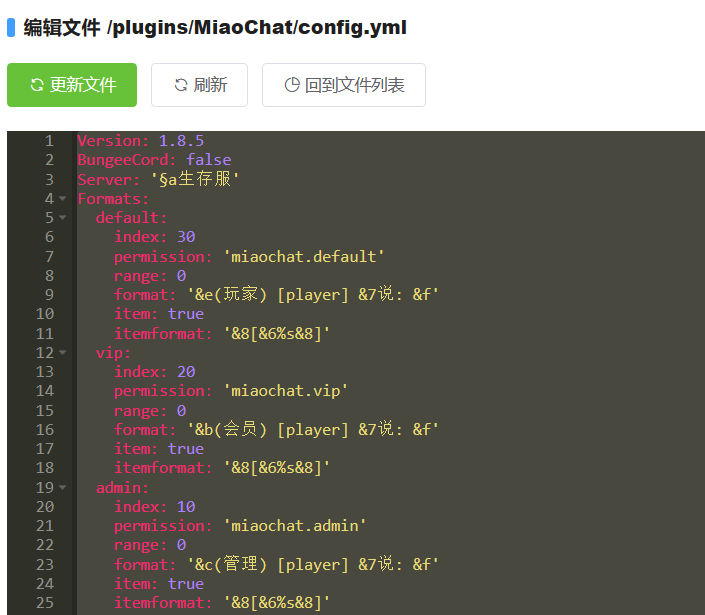 编辑文件 /plugins/MiaoChat/config.yml
更新文件 刷新 回到文件列表
1 Version: 1.8.5
2 BungeeCord: false
3 Server: '§a生存服'
4 Formats:
5 default:
6 index: 30
7 permission: 'miaochat.default'
8 range: 0
9 format: '&e(玩家) [player] &7说: &f'
10 item: true
11 itemformat: '&8[&6%s&8]'
12 vip:
13 index: 20
14 permission: 'miaochat.vip'
15 range: 0
16 format: '&b(会员) [player] &7说: &f'
17 item: true
18 itemformat: '&8[&6%s&8]'
19 admin:
20 index: 10
21 permission: 'miaochat.admin'
22 range: 0
23 format: '&c(管理) [player] &7说: &f'
24 item: true
25 itemformat: '&8[&6%s&8]'